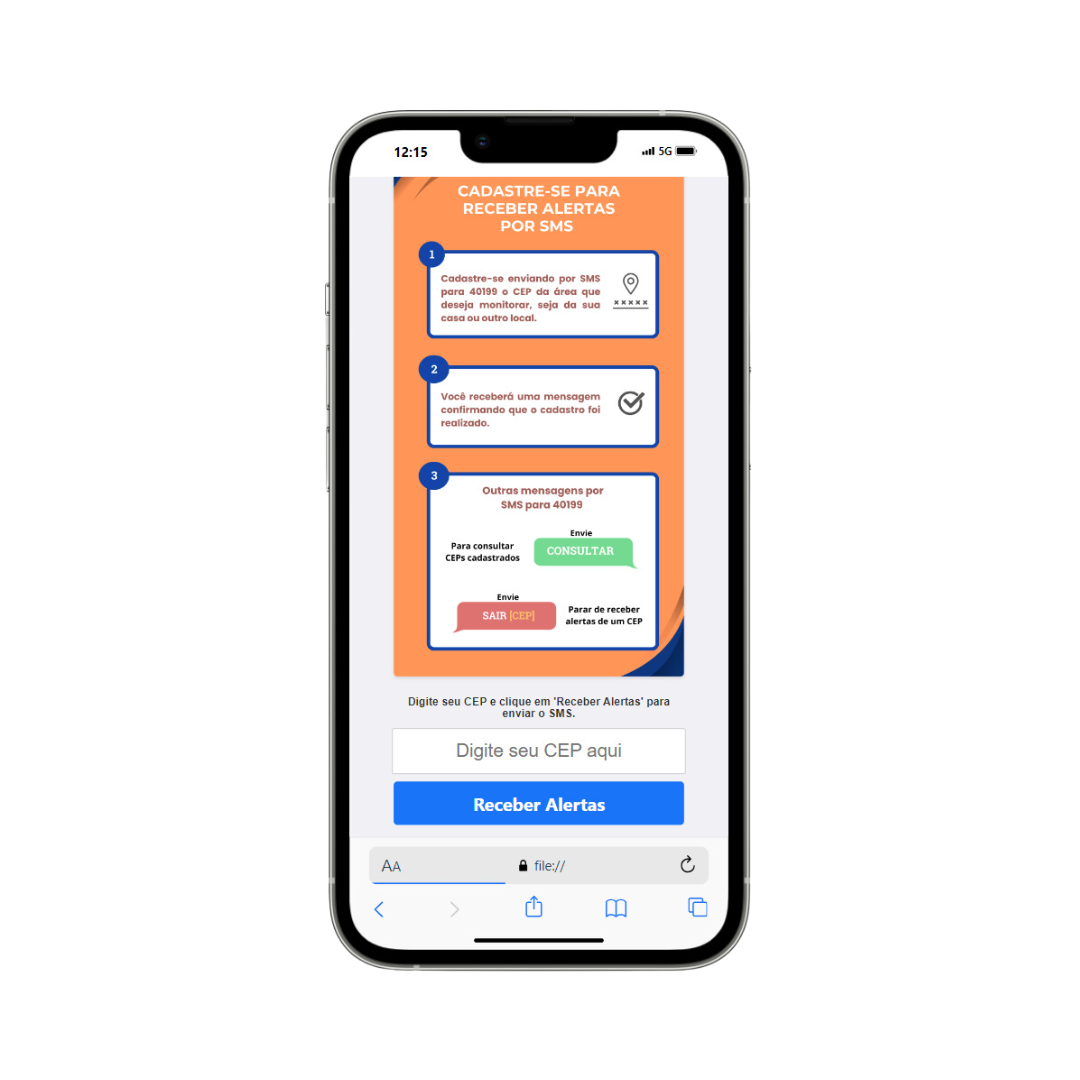 12:15
5G
CADASTRE-SE PARA
RECEBER ALERTAS
POR SMS
1
Cadastre-se enviando por SMS
para 40199 o CEP da área que
deseja monitorar, seja da sua
casa ou outro local.
×××××
2
Você receberá uma mensagem
confirmando que o cadastro foi
realizado.
3
Outras mensagens por
SMS para 40199
Para consultar
CEPs cadastrados
Envie
CONSULTAR
Envie
SAIR [CEP]
Parar de receber
alertas de um CEP
Digite seu CEP e clique em 'Receber Alertas' para
enviar o SMS.
Digite seu CEP aqui
Receber Alertas
AA
file://